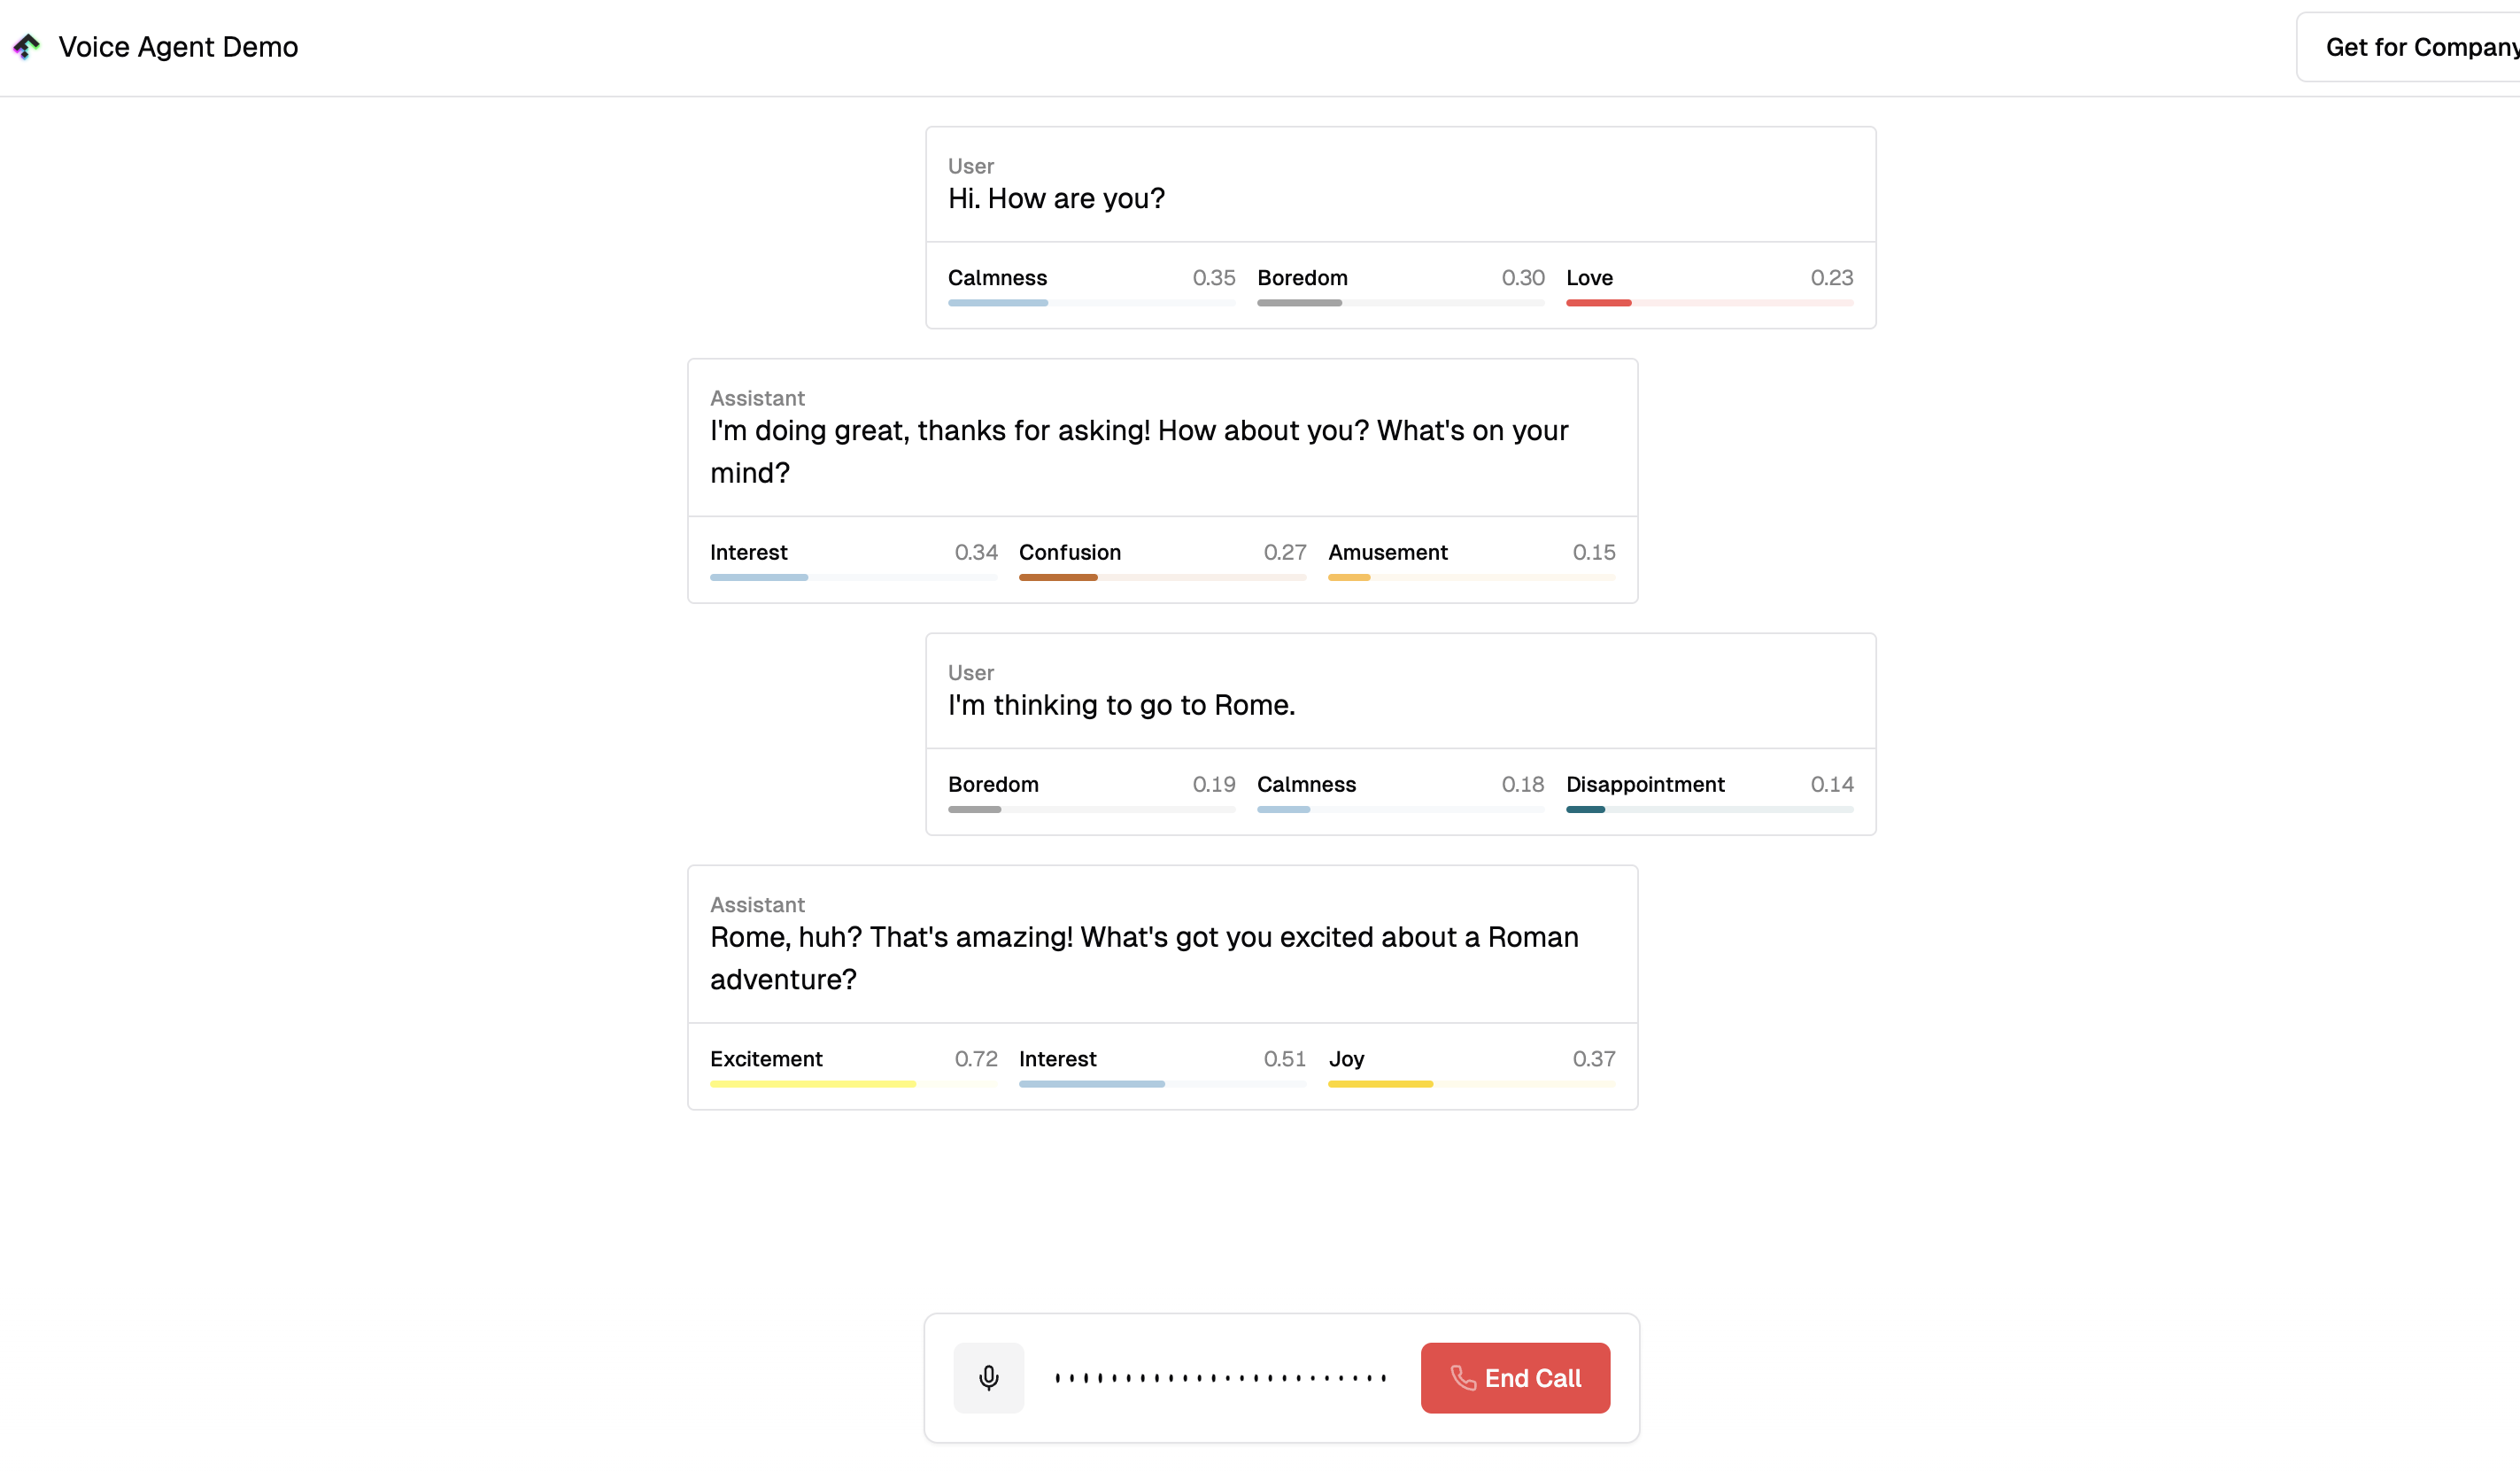 Voice Agent Demo
Get for Company
User
Hi. How are you?
Calmness 0.35 Boredom 0.30 Love 0.23
Assistant
I'm doing great, thanks for asking! How about you? What's on your
mind?
Interest 0.34 Confusion 0.27 Amusement 0.15
User
I'm thinking to go to Rome.
Boredom 0.19 Calmness 0.18 Disappointment 0.14
Assistant
Rome, huh? That's amazing! What's got you excited about a Roman
adventure?
Excitement 0.72 Interest 0.51 Joy 0.37
End Call